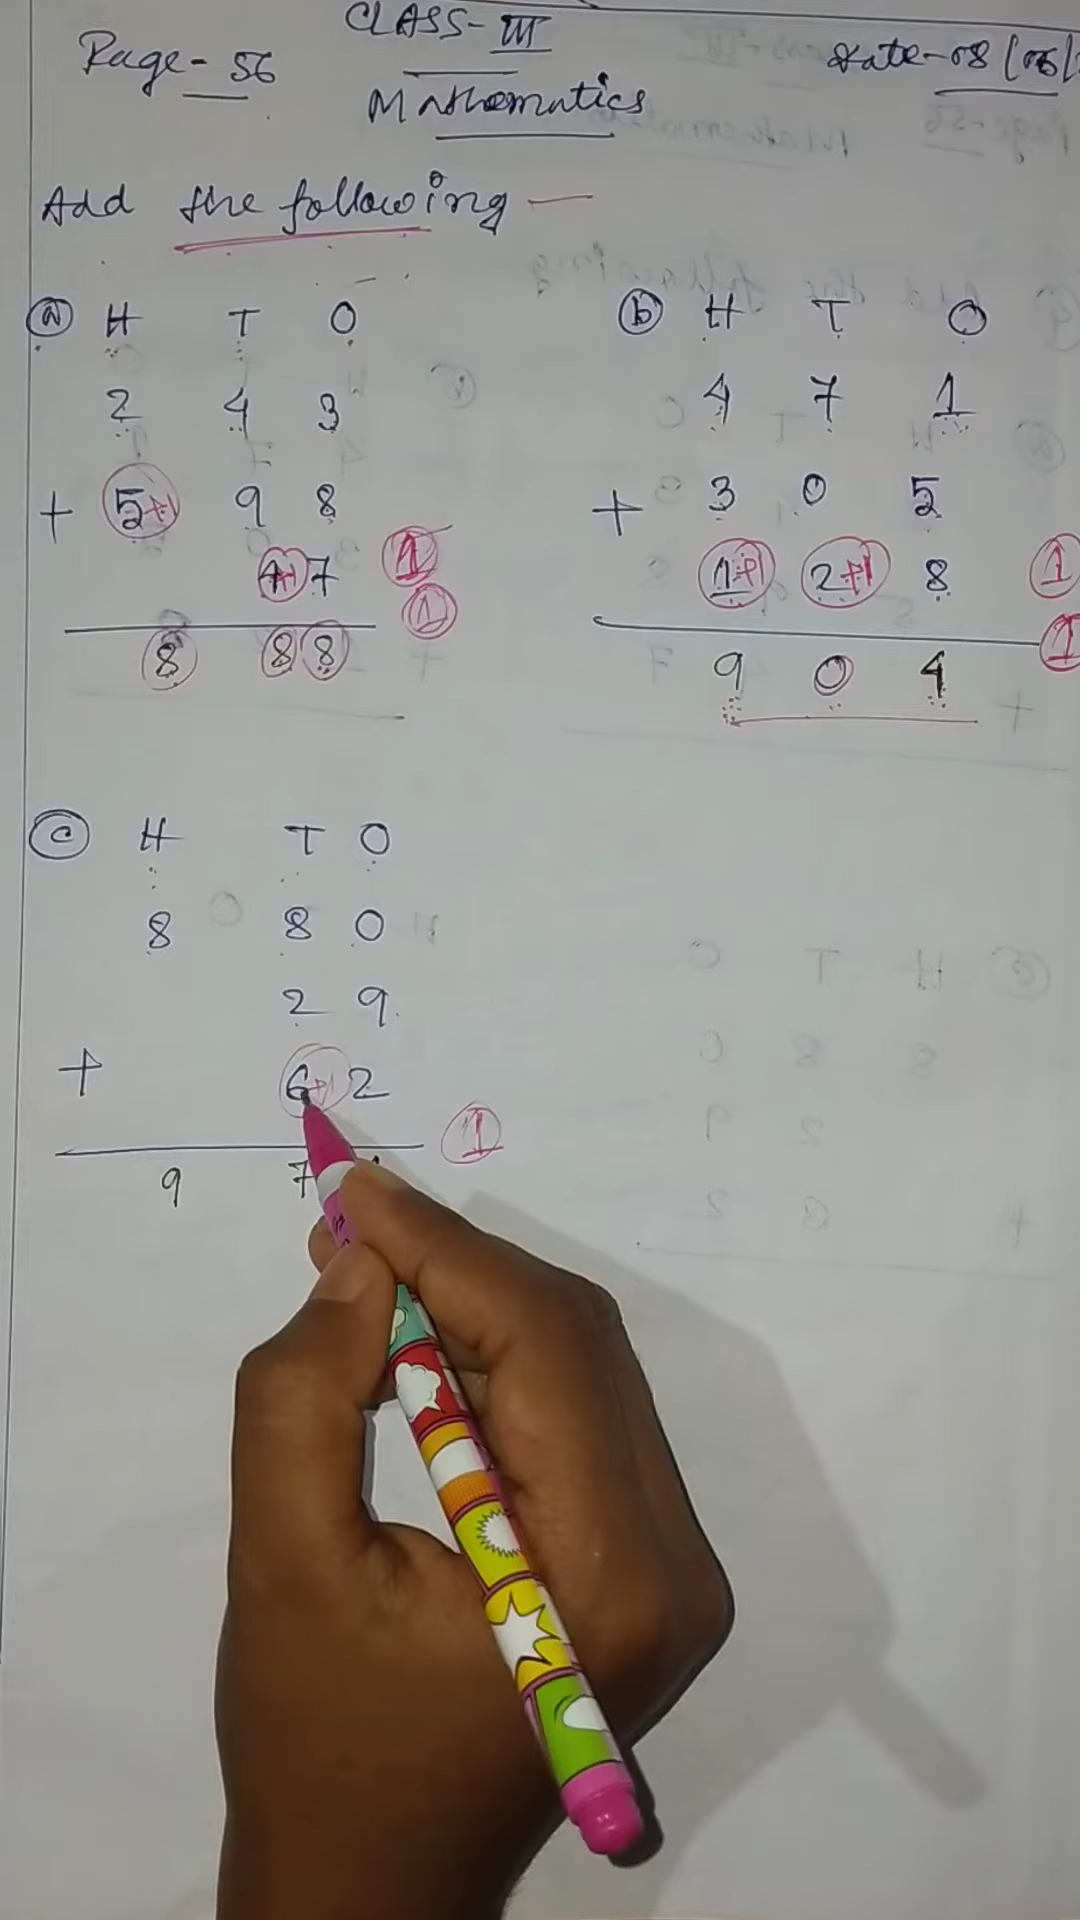 CLASS-III
Page-56
Date-08/06/
Mathematics
Add the following —
(a) H T O
2 4 3
+ 5+1 9 8
4+1 7 1
1
8 8 8
(b) H T O
4 7 1
+ 3 0 5
1+1 2+1 8 1
1
9 0 4
(c) H T O
8 8 0
2 9
+ 6+1 2
1
9 7